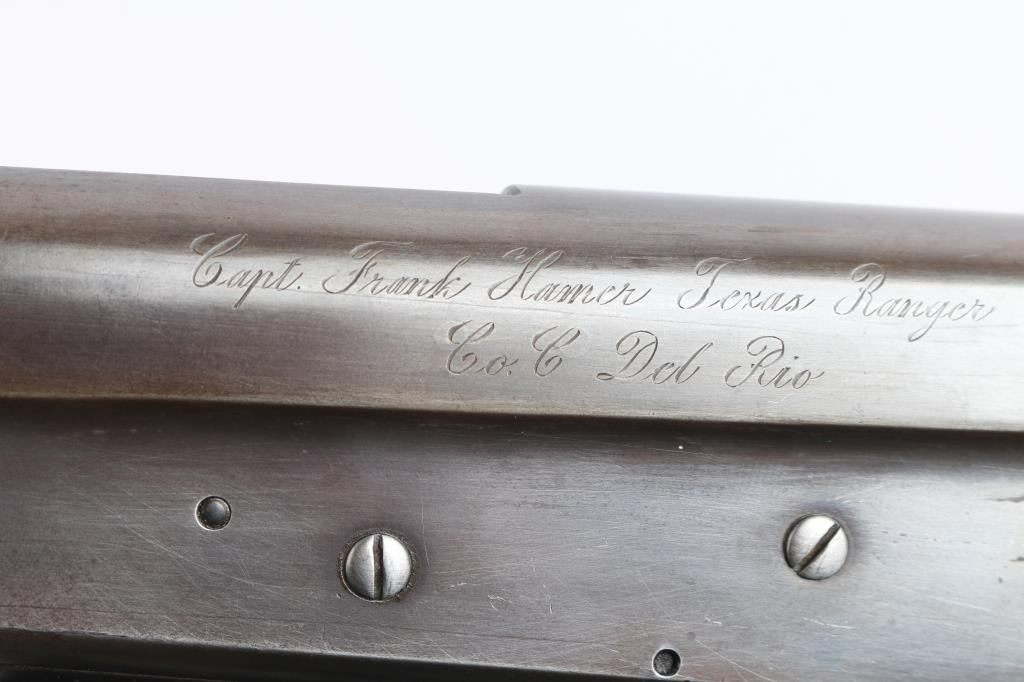 Capt. Frank Hamer Texas Ranger
Co. C Del Rio